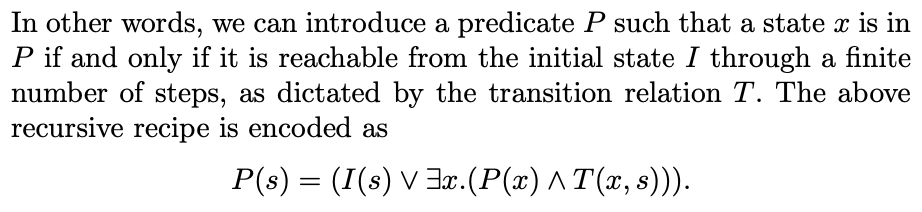 In other words, we can introduce a predicate P such that a state x is in
P if and only if it is reachable from the initial state I through a finite
number of steps, as dictated by the transition relation T. The above
recursive recipe is encoded as
P(s) = (I(s) ∨ ∃x.(P(x) ∧ T(x, s))).